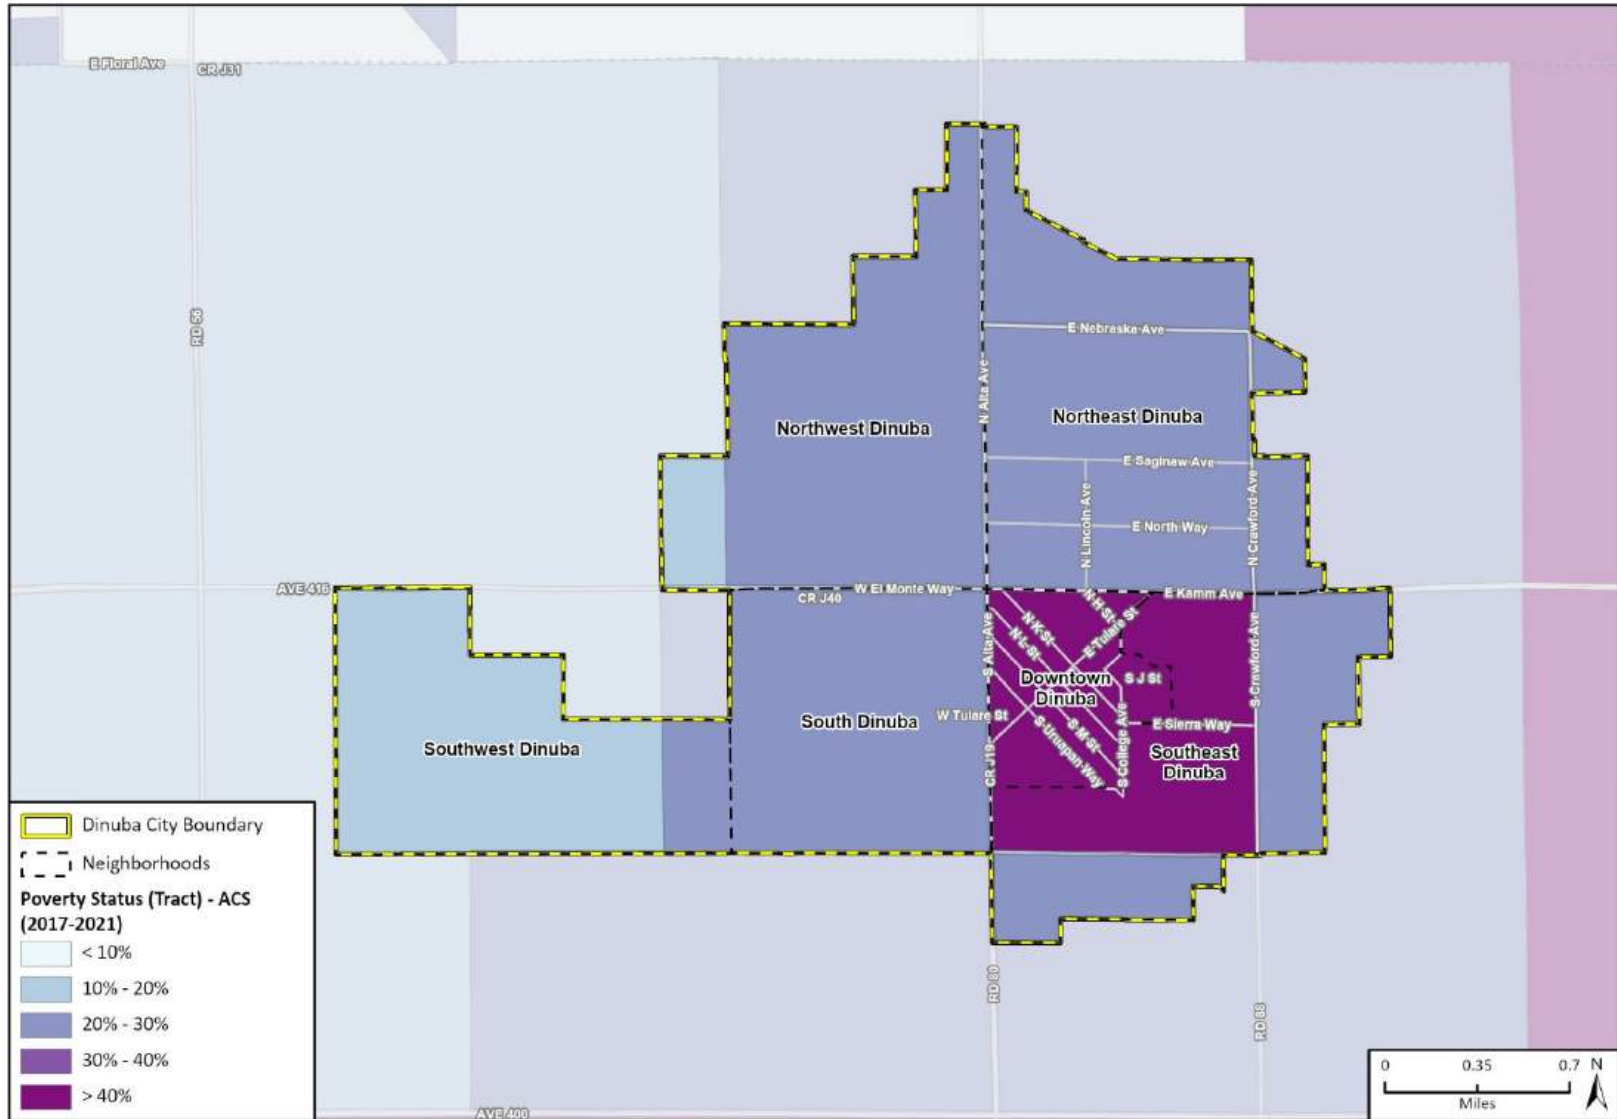 E Floral Ave
CR J31
RD 56
N Alta Ave
E Nebraska Ave
Northwest Dinuba
Northeast Dinuba
E Saginaw Ave
N Lincoln Ave
N Crawford Ave
E North Way
AVE 416
W El Monte Way
CR J40
E Kamm Ave
N H St
N K St
E Tulare St
N L St
S Alta Ave
S Crawford Ave
Downtown
Dinuba
S J St
W Tulare St
South Dinuba
Southwest Dinuba
S M St
S Uruapan Way
S College Ave
E Sierra Way
Southeast
Dinuba
CR J19
RD 80
RD 88
AVE 400
Dinuba City Boundary
Neighborhoods
Poverty Status (Tract) - ACS
(2017-2021)
< 10%
10% - 20%
20% - 30%
30% - 40%
> 40%
0 0.35 0.7 N
Miles